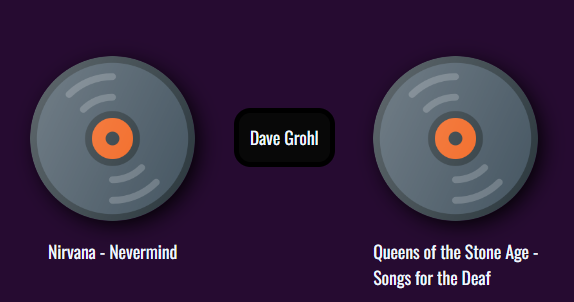 Dave Grohl
Nirvana - Nevermind
Queens of the Stone Age -
Songs for the Deaf